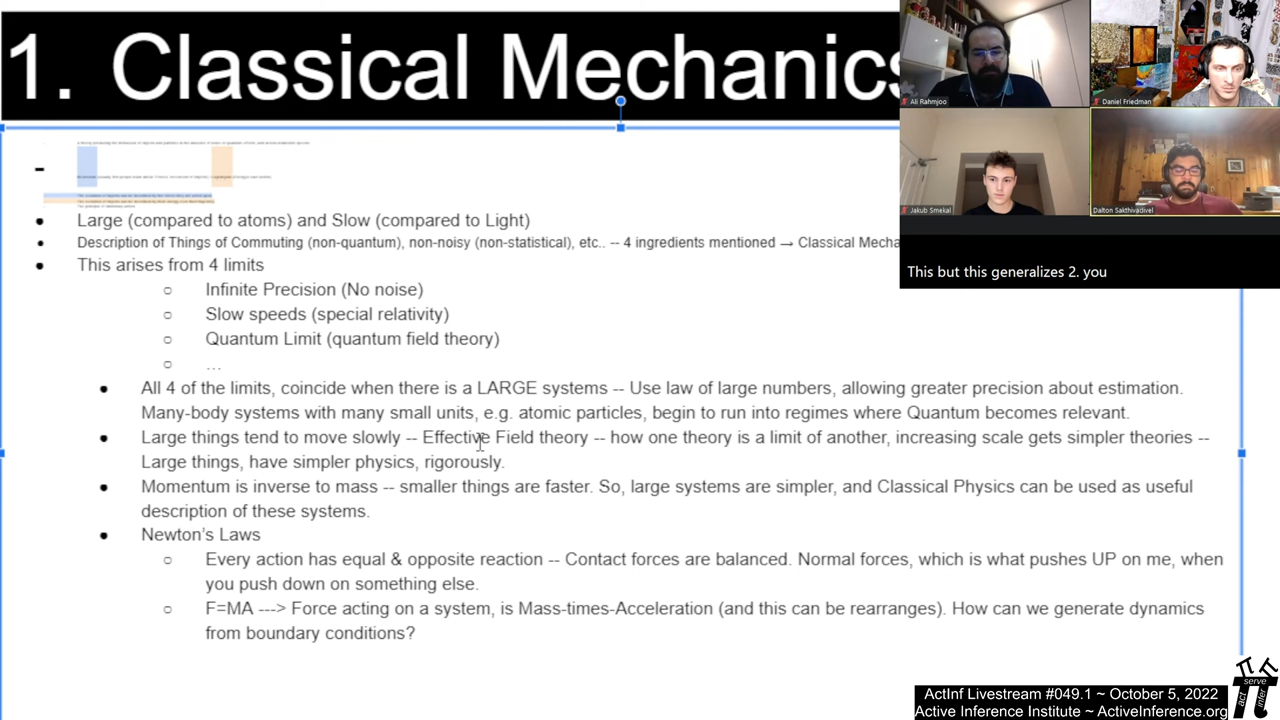 1. Classical Mechanics
Ali Rahmjoo
Daniel Friedman
Jakub Smekal
Dalton Sakthivadivel
This but this generalizes 2. you
Large (compared to atoms) and Slow (compared to Light)
Description of Things of Commuting (non-quantum), non-noisy (non-statistical), etc.. -- 4 ingredients mentioned → Classical Mecha
This arises from 4 limits
Infinite Precision (No noise)
Slow speeds (special relativity)
Quantum Limit (quantum field theory)
…
All 4 of the limits, coincide when there is a LARGE systems -- Use law of large numbers, allowing greater precision about estimation.
Many-body systems with many small units, e.g. atomic particles, begin to run into regimes where Quantum becomes relevant.
Large things tend to move slowly -- Effective Field theory -- how one theory is a limit of another, increasing scale gets simpler theories --
Large things, have simpler physics, rigorously.
Momentum is inverse to mass -- smaller things are faster. So, large systems are simpler, and Classical Physics can be used as useful
description of these systems.
Newton's Laws
Every action has equal & opposite reaction -- Contact forces are balanced. Normal forces, which is what pushes UP on me, when
you push down on something else.
F=MA ---> Force acting on a system, is Mass-times-Acceleration (and this can be rearranges). How can we generate dynamics
from boundary conditions?
ActInf Livestream #049.1 ~ October 5, 2022
Active Inference Institute ~ ActiveInference.org
serve
act
infer